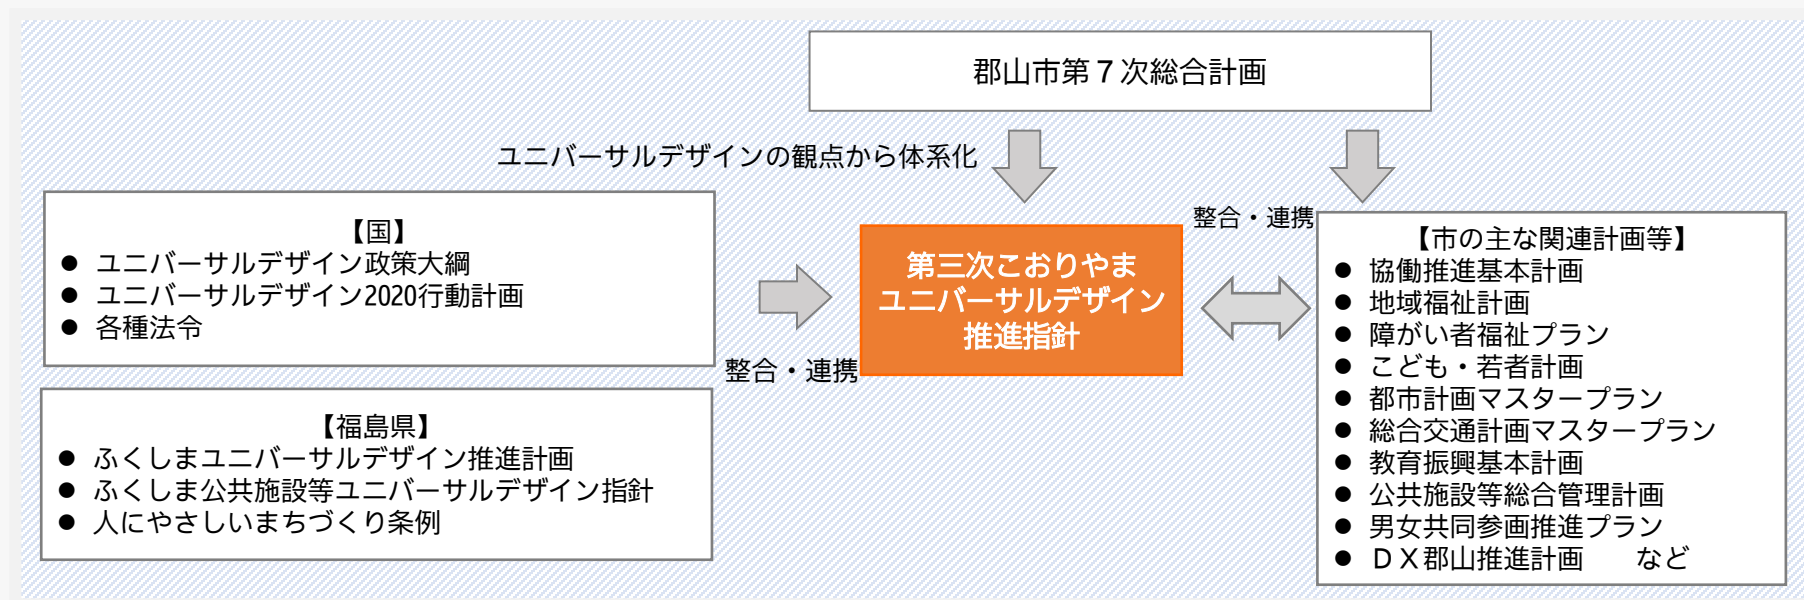 郡山市第７次総合計画
ユニバーサルデザインの観点から体系化
【国】
● ユニバーサルデザイン政策大綱
● ユニバーサルデザイン2020行動計画
● 各種法令
整合・連携
【福島県】
● ふくしまユニバーサルデザイン推進計画
● ふくしま公共施設等ユニバーサルデザイン指針
● 人にやさしいまちづくり条例
第三次こおりやま
ユニバーサルデザイン
推進指針
整合・連携
【市の主な関連計画等】
● 協働推進基本計画
● 地域福祉計画
● 障がい者福祉プラン
● こども・若者計画
● 都市計画マスタープラン
● 総合交通計画マスタープラン
● 教育振興基本計画
● 公共施設等総合管理計画
● 男女共同参画推進プラン
● ＤＸ郡山推進計画　　など